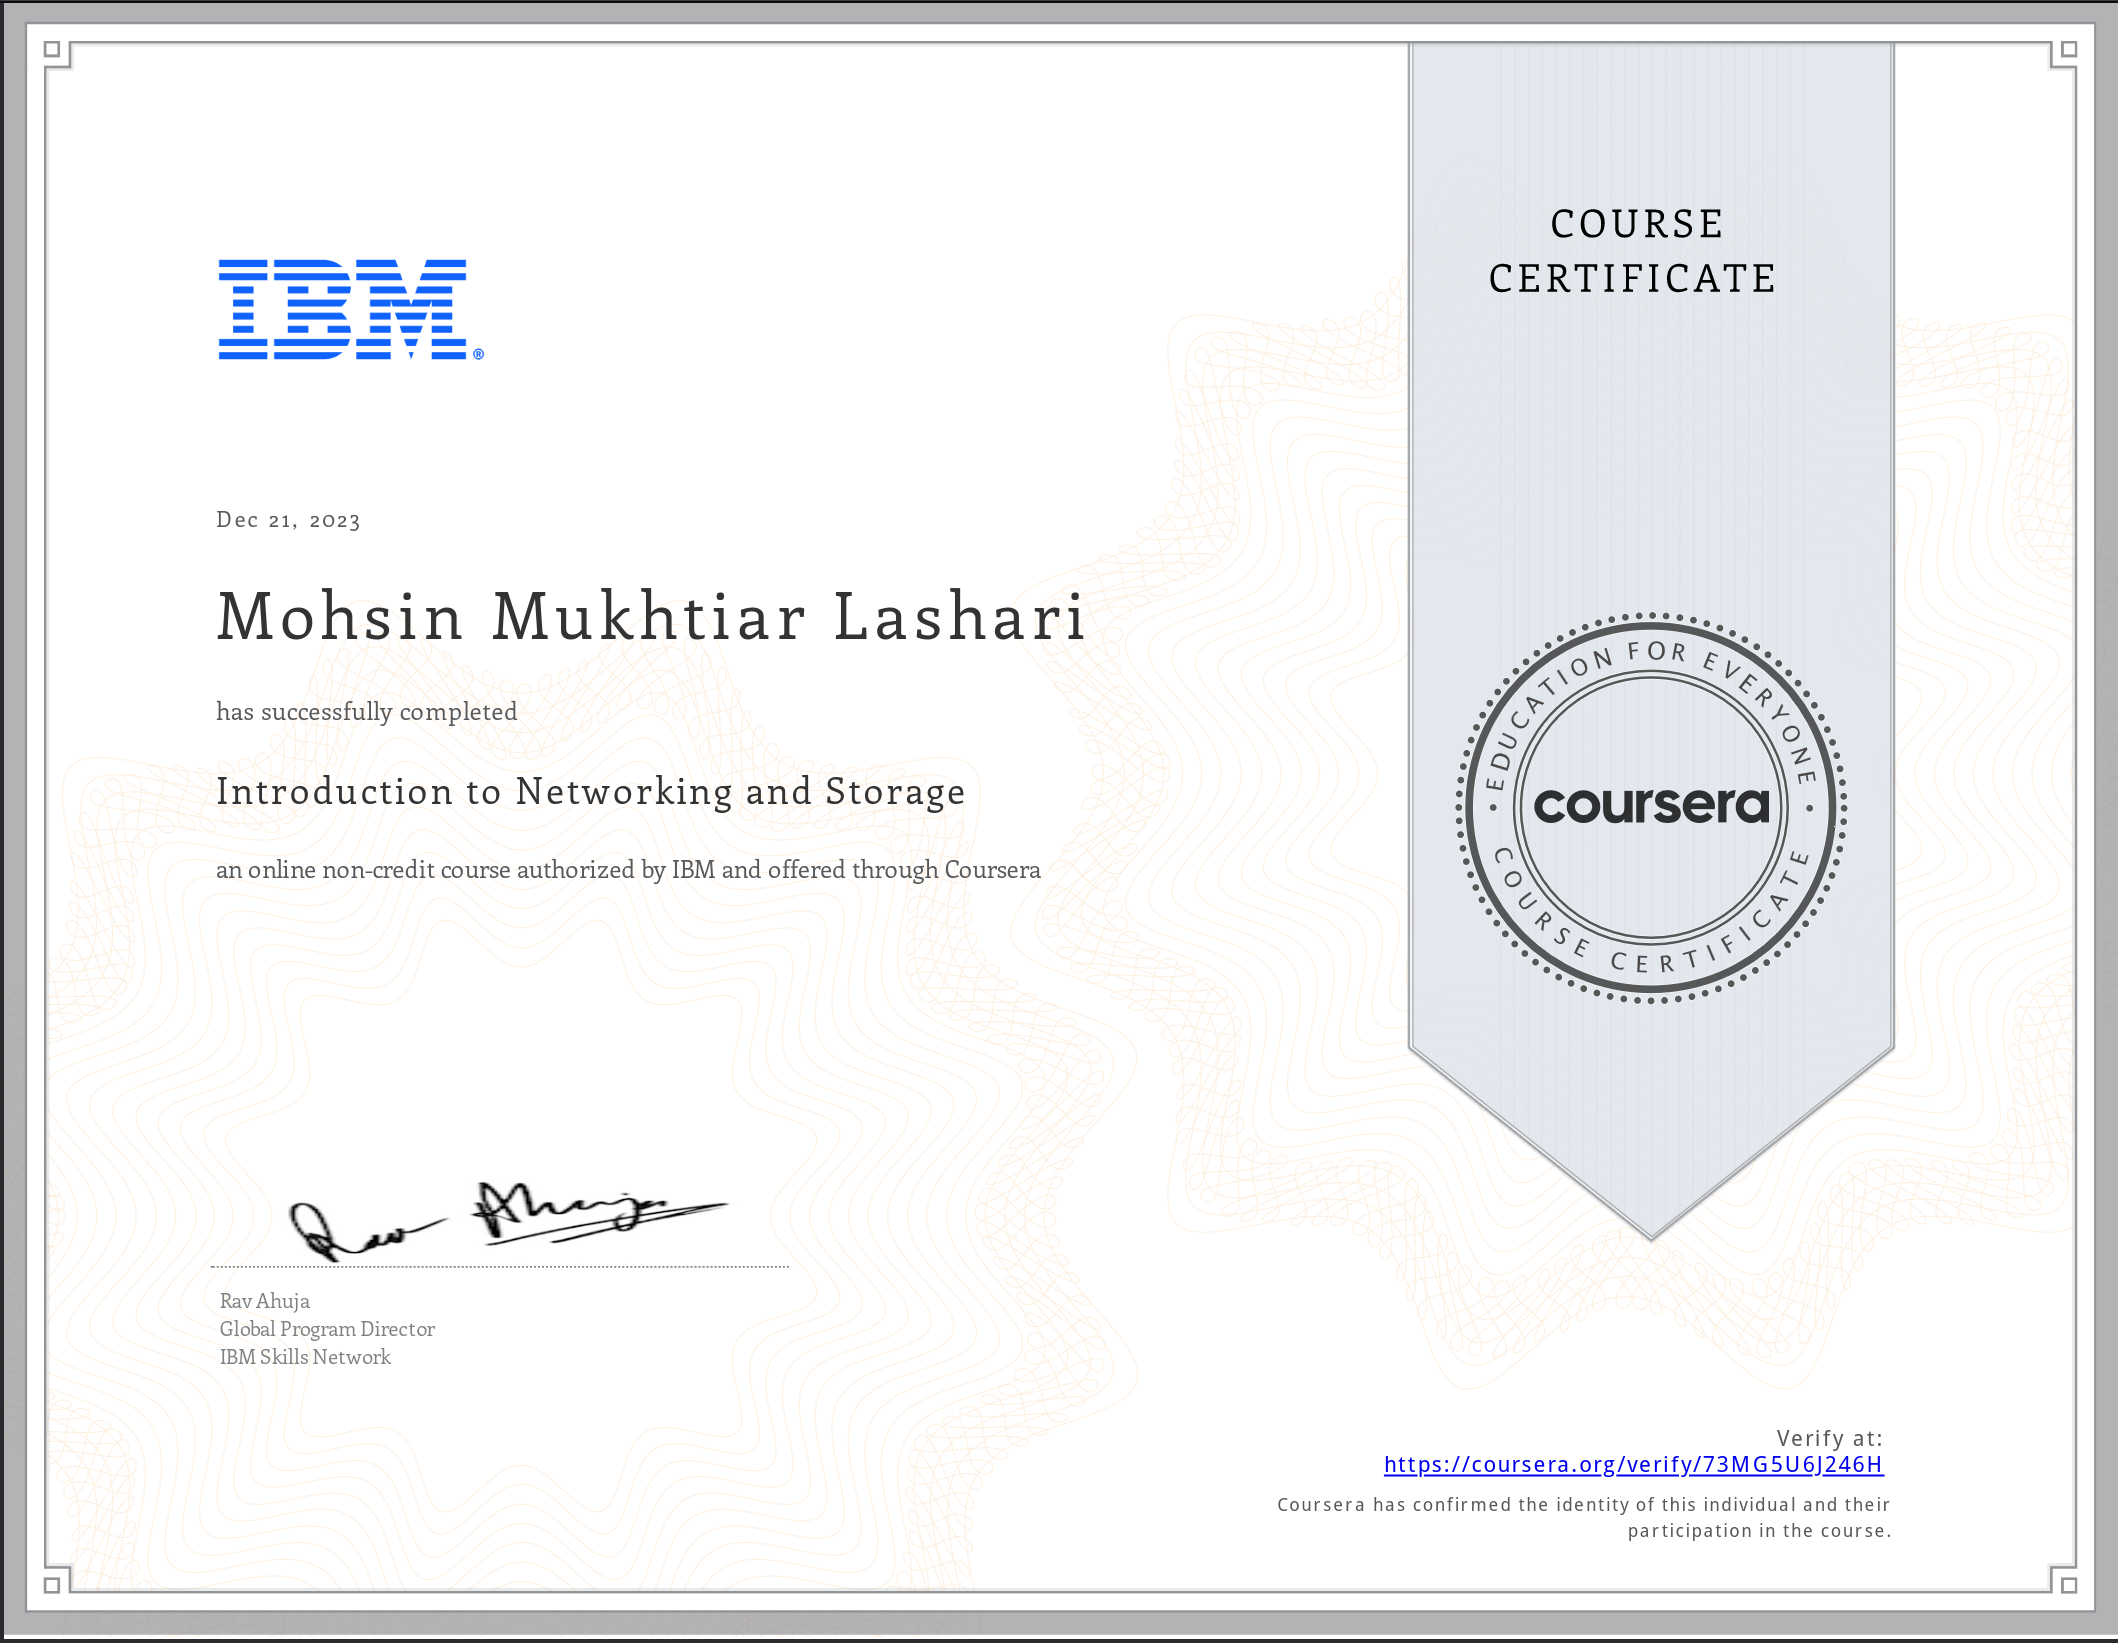 IBM®
COURSE
CERTIFICATE
Dec 21, 2023
Mohsin Mukhtiar Lashari
has successfully completed
Introduction to Networking and Storage
an online non-credit course authorized by IBM and offered through Coursera
EDUCATION FOR EVERYONE
coursera
COURSE CERTIFICATE
Rav Ahuja
Rav Ahuja
Global Program Director
IBM Skills Network
Verify at:
https://coursera.org/verify/73MG5U6J246H
Coursera has confirmed the identity of this individual and their
participation in the course.